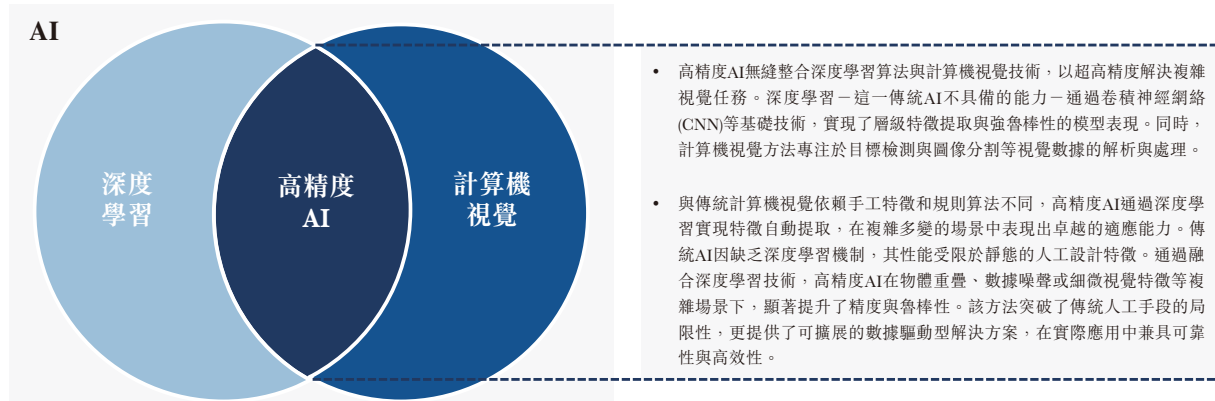 AI
深度
學習
高精度
AI
計算機
視覺
• 高精度AI無縫整合深度學習算法與計算機視覺技術，以超高精度解決複雜
視覺任務。深度學習－這一傳統AI不具備的能力－通過卷積神經網絡
(CNN)等基礎技術，實現了層級特徵提取與強魯棒性的模型表現。同時，
計算機視覺方法專注於目標檢測與圖像分割等視覺數據的解析與處理。
• 與傳統計算機視覺依賴手工特徵和規則算法不同，高精度AI通過深度學
習實現特徵自動提取，在複雜多變的場景中表現出卓越的適應能力。傳
統AI因缺乏深度學習機制，其性能受限於靜態的人工設計特徵。通過融
合深度學習技術，高精度AI在物體重疊、數據噪聲或細微視覺特徵等複
雜場景下，顯著提升了精度與魯棒性。該方法突破了傳統人工手段的局
限性，更提供了可擴展的數據驅動型解決方案，在實際應用中兼具可靠
性與高效性。